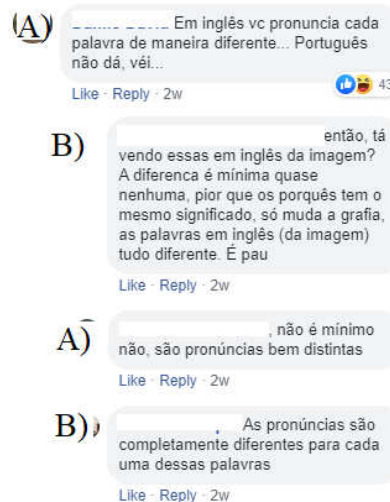 (A) Em inglês vc pronuncia cada
palavra de maneira diferente... Português
não dá, véi...
Like · Reply · 2w
43
B) então, tá
vendo essas em inglês da imagem?
A diferenca é mínima quase
nenhuma, pior que os porquês tem o
mesmo significado, só muda a grafia,
as palavras em inglês (da imagem)
tudo diferente. É pau
Like · Reply · 2w
A) , não é mínimo
não, são pronúncias bem distintas
Like · Reply · 2w
B) As pronúncias são
completamente diferentes para cada
uma dessas palavras
Like · Reply · 2w